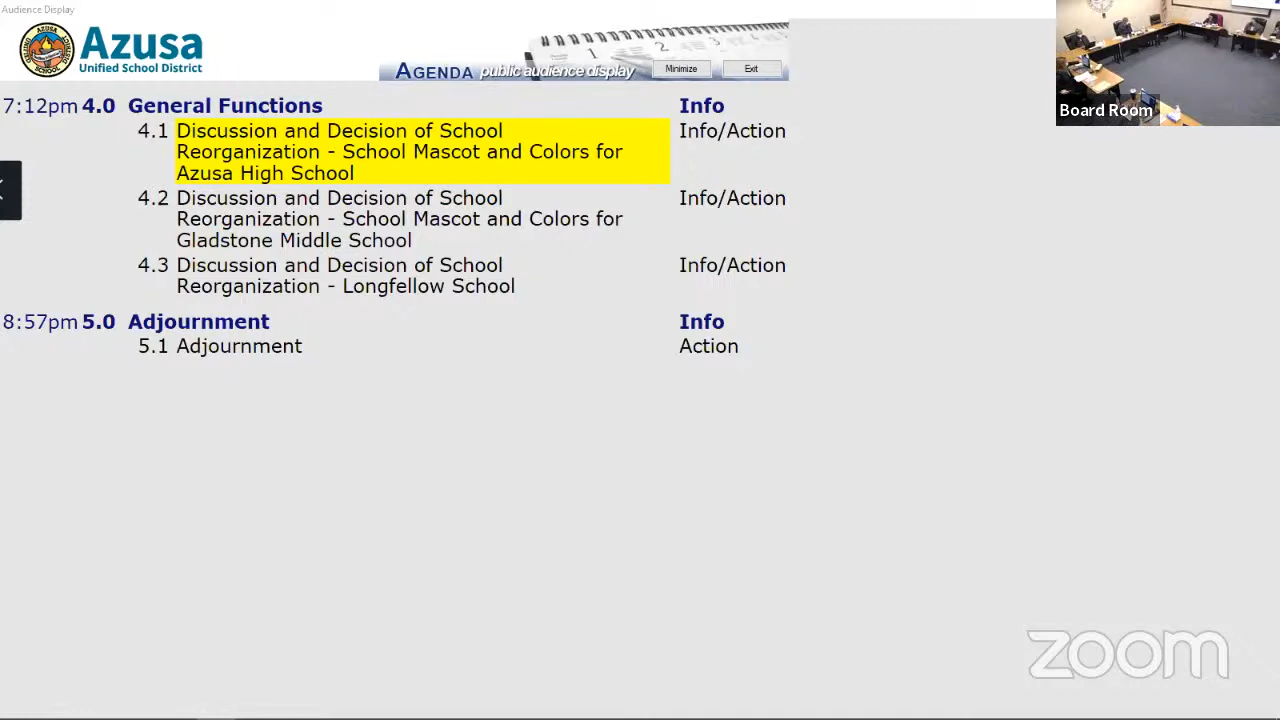 Audience Display
Azusa
Unified School District
AGENDA public audience display
Minimize
Exit
1 2 3 4
Board Room
7:12pm 4.0 General Functions Info
4.1 Discussion and Decision of School Info/Action
Reorganization - School Mascot and Colors for
Azusa High School
4.2 Discussion and Decision of School Info/Action
Reorganization - School Mascot and Colors for
Gladstone Middle School
4.3 Discussion and Decision of School Info/Action
Reorganization - Longfellow School
8:57pm 5.0 Adjournment Info
5.1 Adjournment Action
zoom